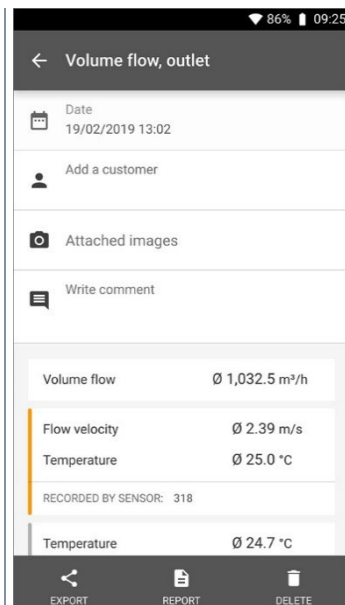 86% 09:25
Volume flow, outlet
Date
19/02/2019 13:02
Add a customer
Attached images
Write comment
Volume flow Ø 1,032.5 m³/h
Flow velocity Ø 2.39 m/s
Temperature Ø 25.0 °C
RECORDED BY SENSOR: 318
Temperature Ø 24.7 °C
EXPORT REPORT DELETE